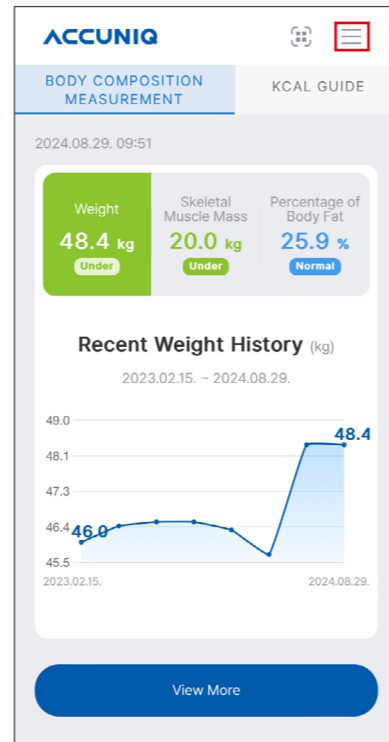 ACCUNIQ
BODY COMPOSITION
MEASUREMENT
KCAL GUIDE
2024.08.29. 09:51
Weight
48.4 kg
Under
Skeletal
Muscle Mass
20.0 kg
Under
Percentage of
Body Fat
25.9 %
Normal
Recent Weight History (kg)
2023.02.15. ~ 2024.08.29.
49.0
48.4
48.1
47.3
46.4
46.0
45.5
2023.02.15.
2024.08.29.
View More